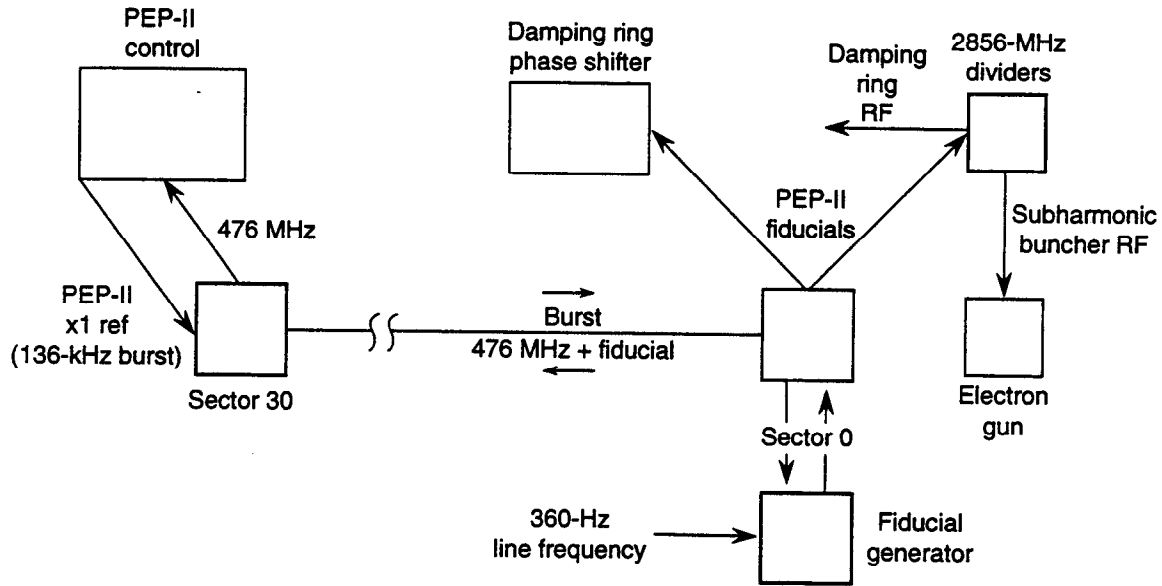 PEP-II
control
Damping ring
phase shifter
Damping
ring
RF
2856-MHz
dividers
476 MHz
PEP-II
fiducials
Subharmonic
buncher RF
PEP-II
x1 ref
(136-kHz burst)
Burst
476 MHz + fiducial
Sector 30
Electron
gun
Sector 0
360-Hz
line frequency
Fiducial
generator